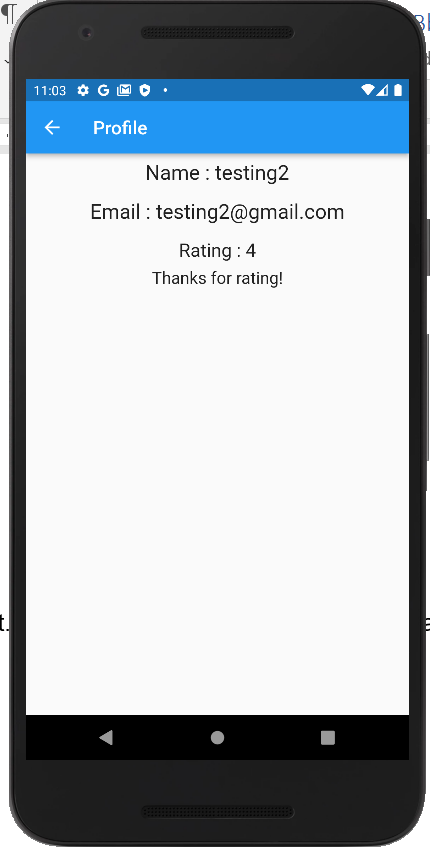 11:03
Profile
Name : testing2
Email : testing2@gmail.com
Rating : 4
Thanks for rating!